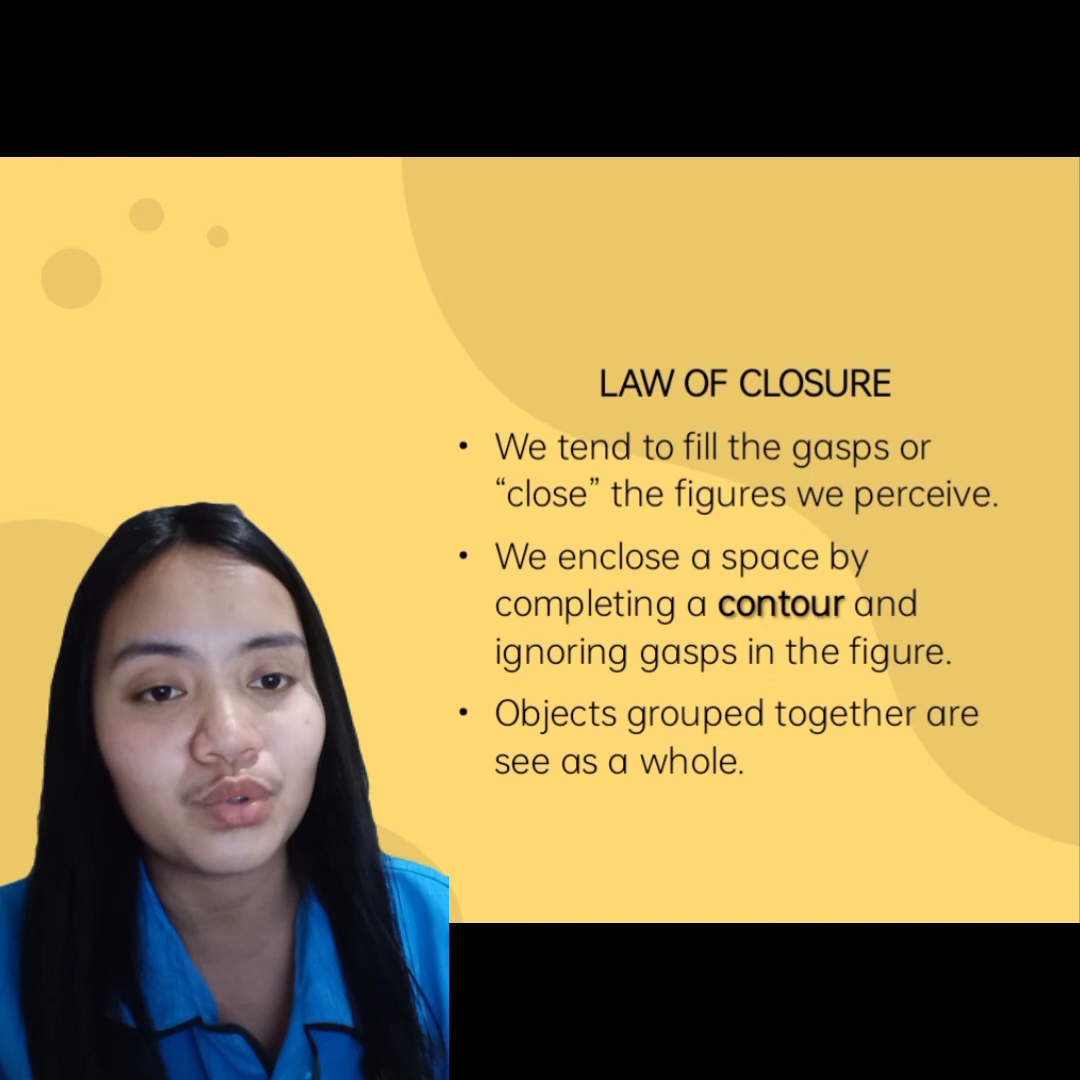 LAW OF CLOSURE
• We tend to fill the gasps or
“close” the figures we perceive.
• We enclose a space by
completing a contour and
ignoring gasps in the figure.
• Objects grouped together are
see as a whole.